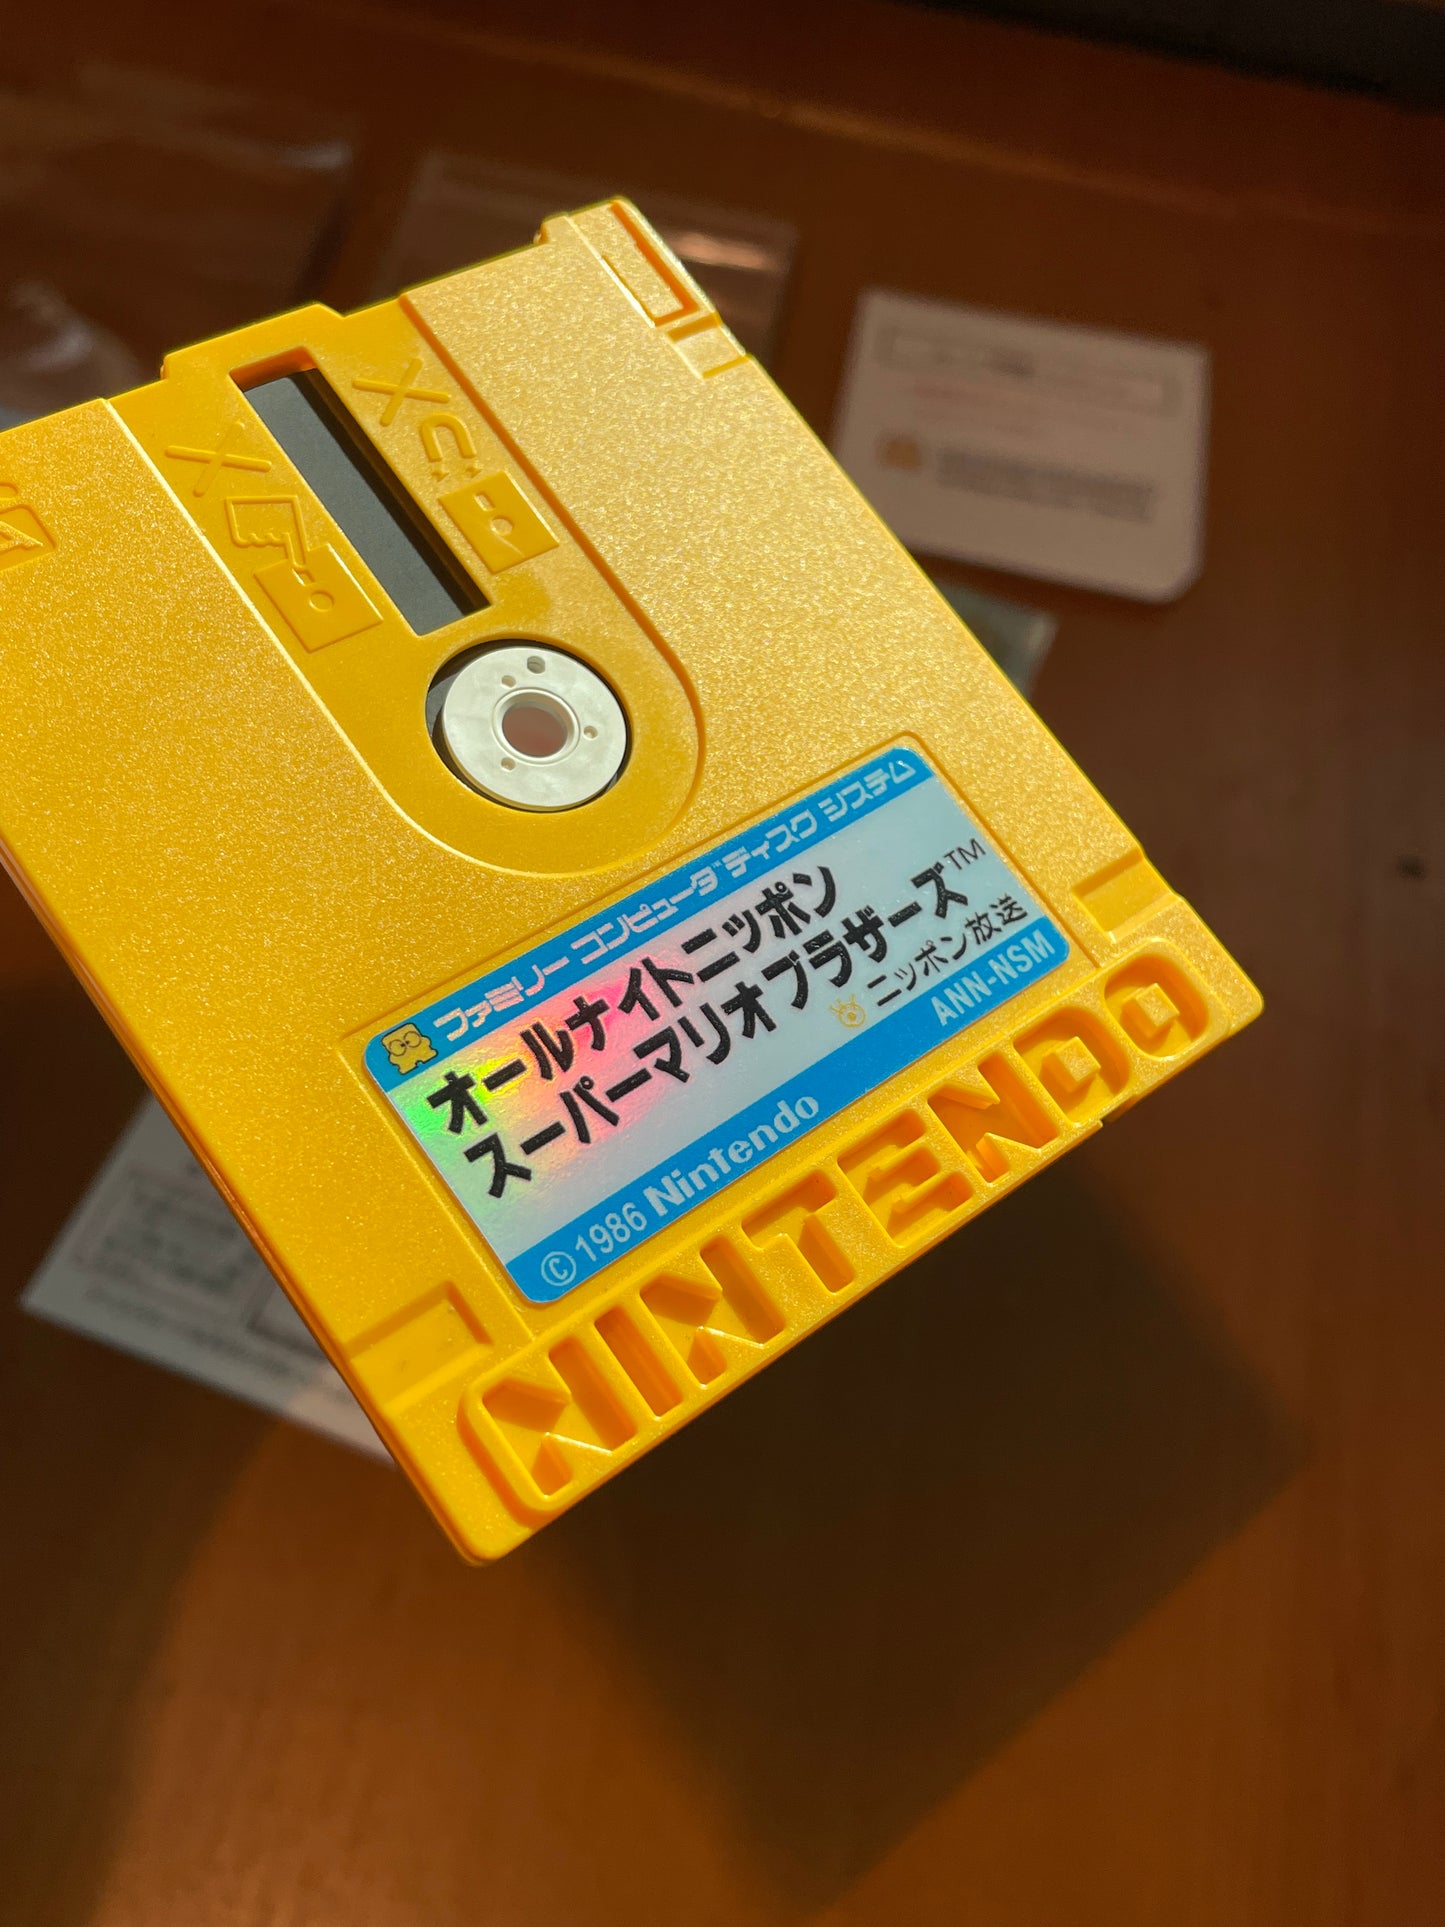 ファミリー コンピュータ ディスク システム
オールナイトニッポン
スーパーマリオブラザーズ™
ニッポン放送
ANN-NSM
©1986 Nintendo
NINTENDO